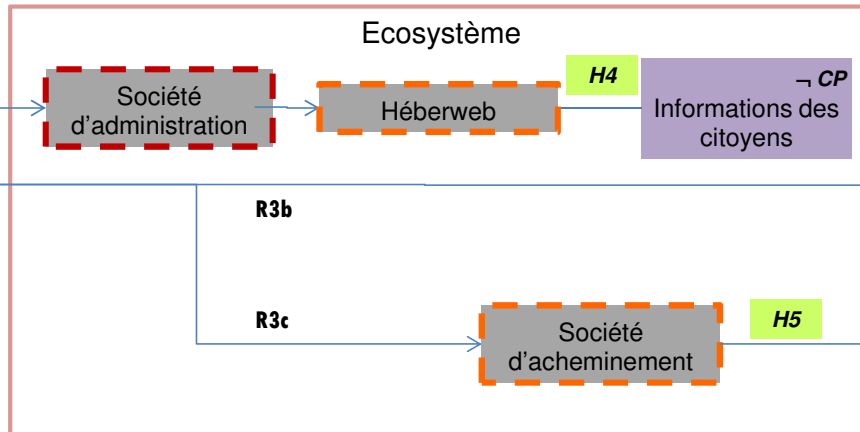 Ecosystème
Société
d'administration
Héberweb
H4
¬ CP
Informations des
citoyens
R3b
R3c
Société
d'acheminement
H5